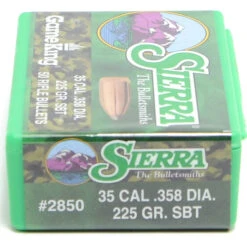 GameKing
35 CAL .358 DIA.
225 GR. SBT
50 RIFLE BULLETS
SIERRA
The Bulletsmiths
SIERRA
The Bulletsmiths
#2850
35 CAL .358 DIA.
225 GR. SBT